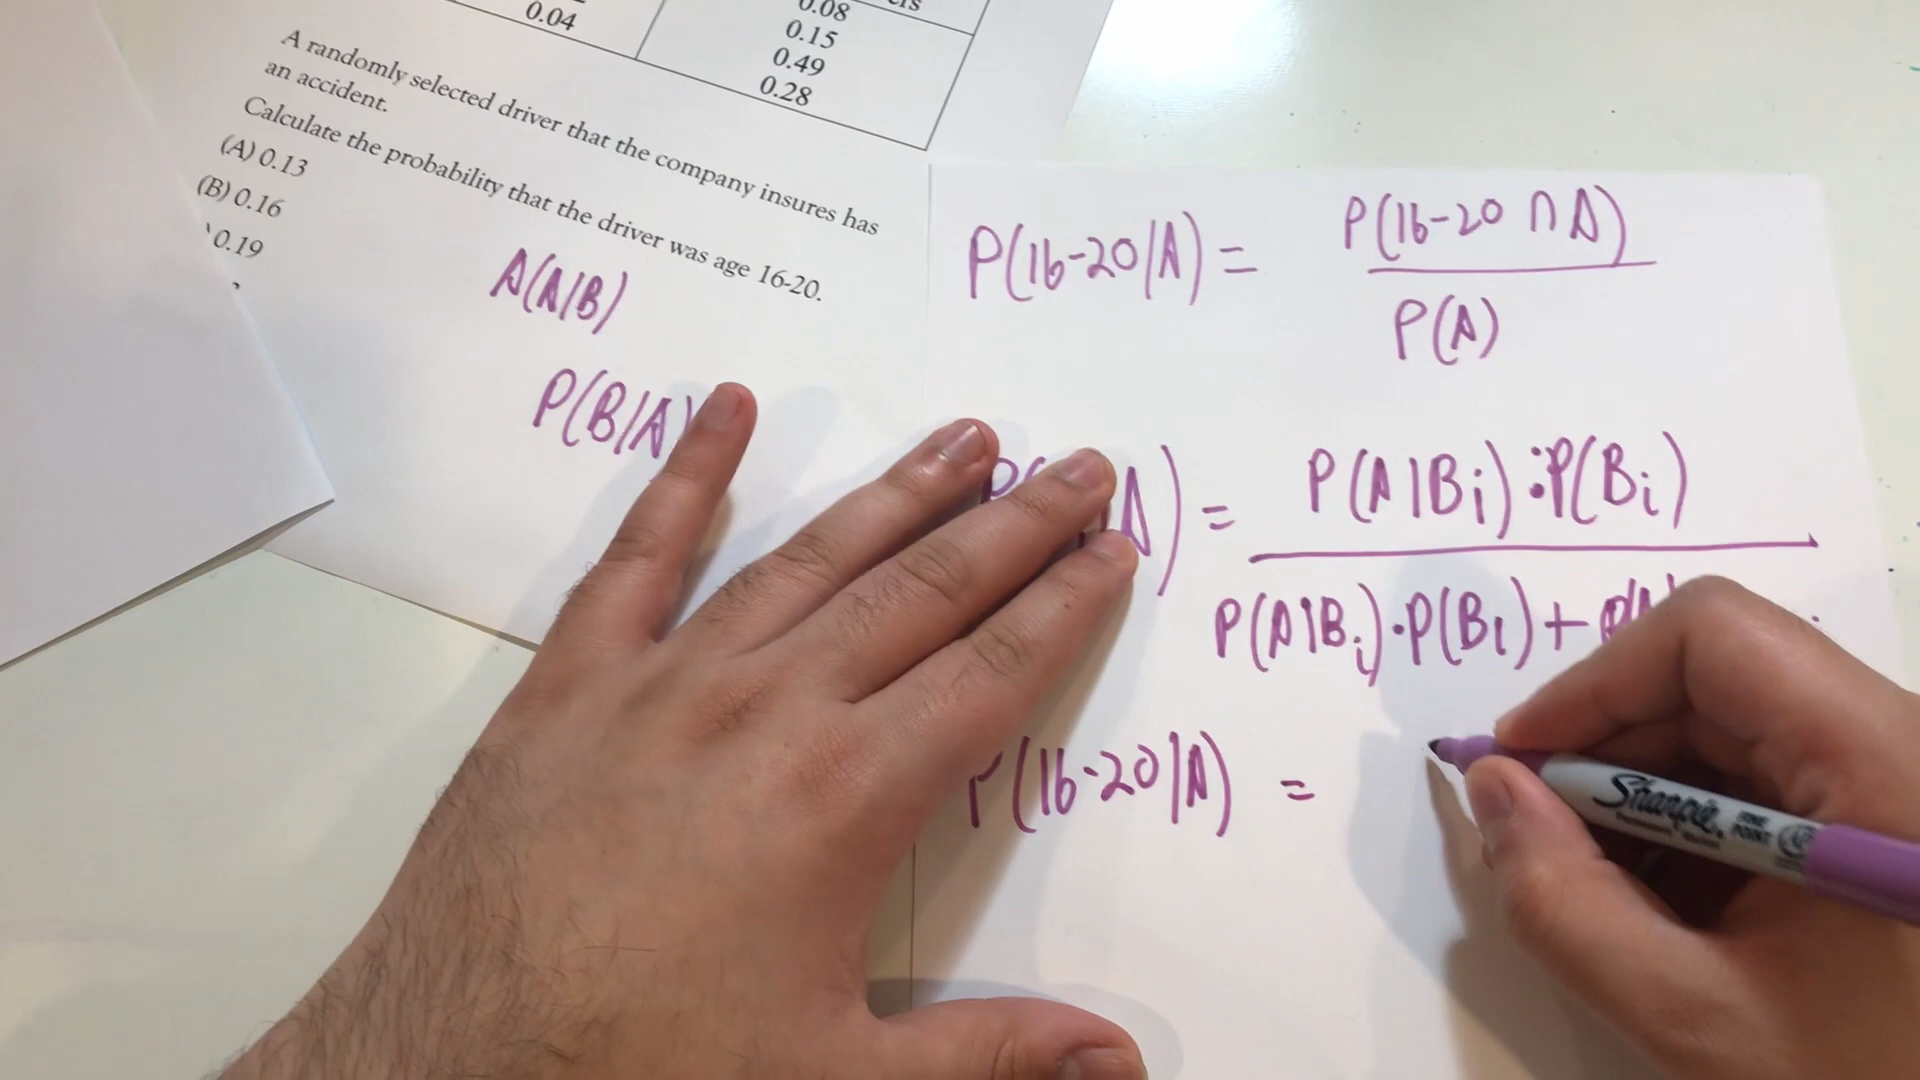 0.04
0.08
0.15
0.49
0.28
A randomly selected driver that the company insures has
an accident.
Calculate the probability that the driver was age 16-20.
(A) 0.13
(B) 0.16
) 0.19
A(A|B)
P(B|A)
P(16-20|A) = P(16-20 ∩ A)
P(A)
A) = P(A|Bi)·P(Bi)
P(A|Bi)·P(Bi) +
P(16-20|A) =
Sharpie
FINE POINT